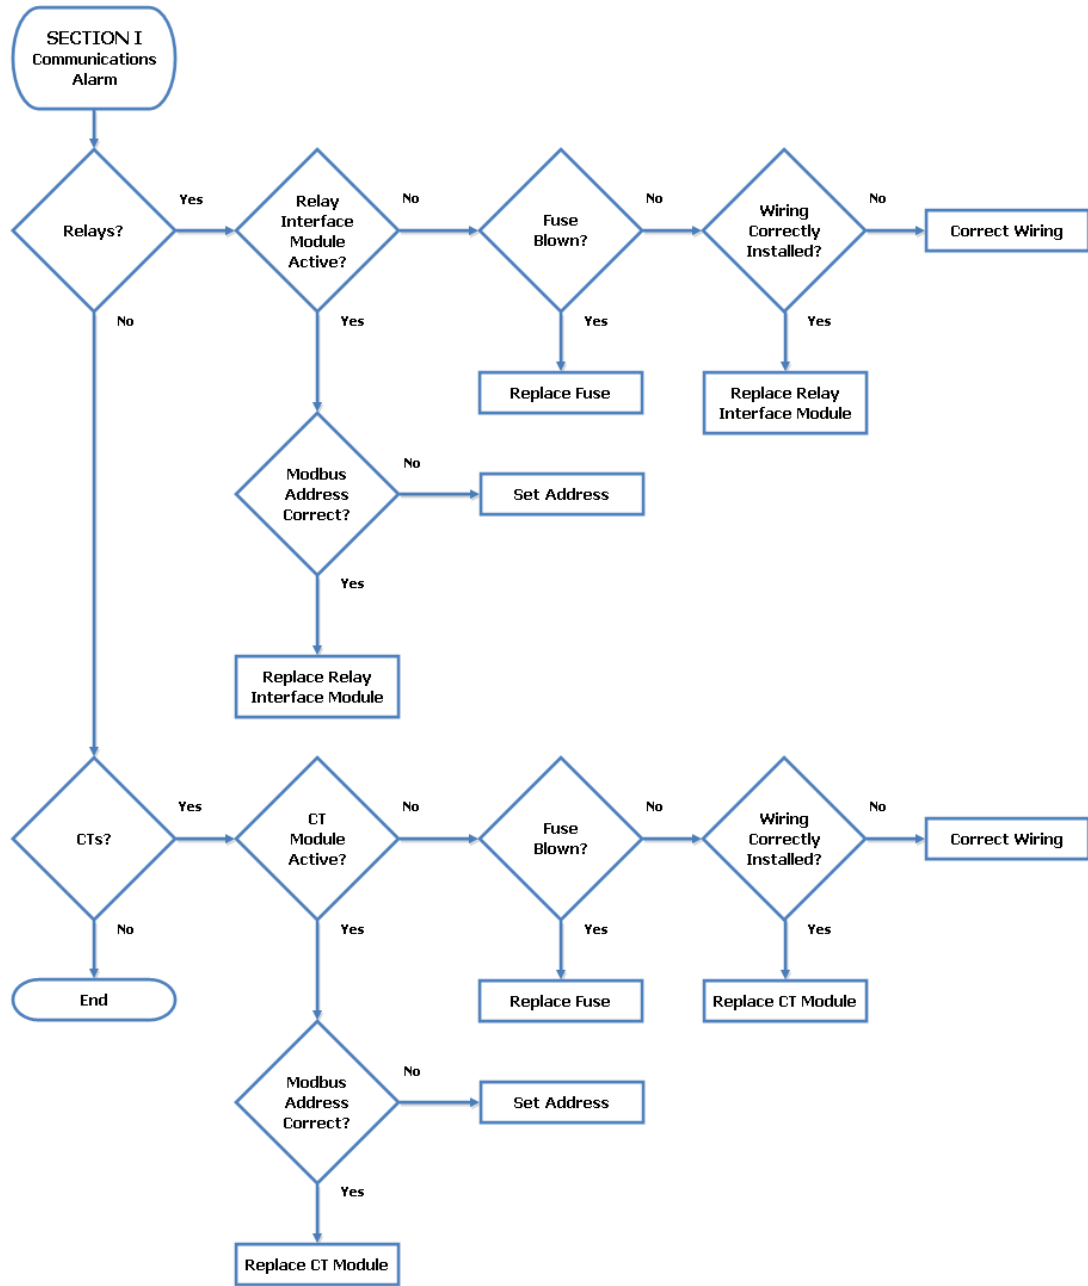 SECTION I
Communications
Alarm
Relays?
Yes
No
Relay
Interface
Module
Active?
No
Yes
Fuse
Blown?
No
Yes
Wiring
Correctly
Installed?
No
Yes
Correct Wiring
Replace Fuse
Replace Relay
Interface Module
Modbus
Address
Correct?
No
Yes
Set Address
Replace Relay
Interface Module
CTs?
Yes
No
CT
Module
Active?
No
Yes
Fuse
Blown?
No
Yes
Wiring
Correctly
Installed?
No
Yes
Correct Wiring
End
Replace Fuse
Replace CT Module
Modbus
Address
Correct?
No
Yes
Set Address
Replace CT Module